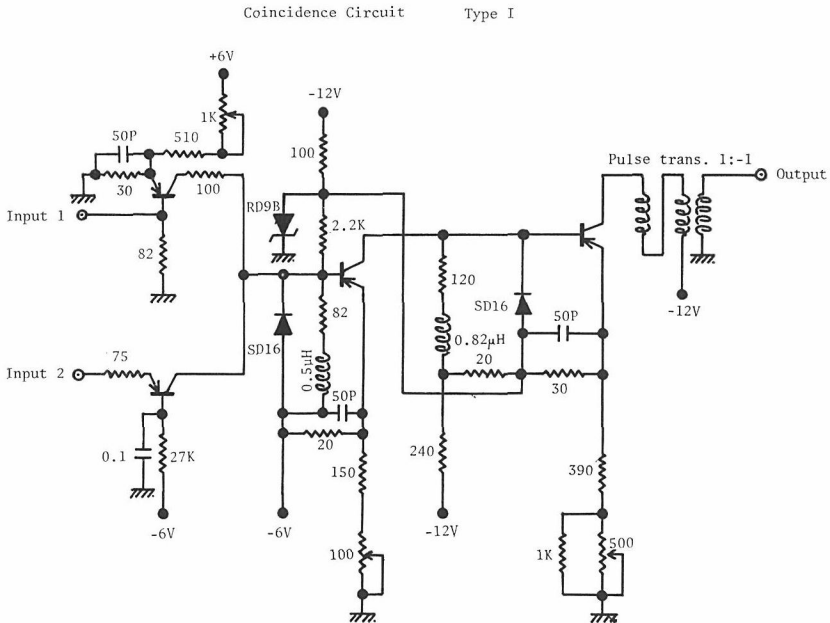 Coincidence Circuit Type I
+6V
1K
-12V
50P
510
100
30
100
Pulse trans. 1:-1
Output
RD9B
Input 1
2.2K
82
120
SD16
50P
-12V
82
SD16
0.82μH
0.5μH
20
30
75
Input 2
50P
20
0.1
27K
150
240
390
-6V
-6V
-12V
100
1K
500